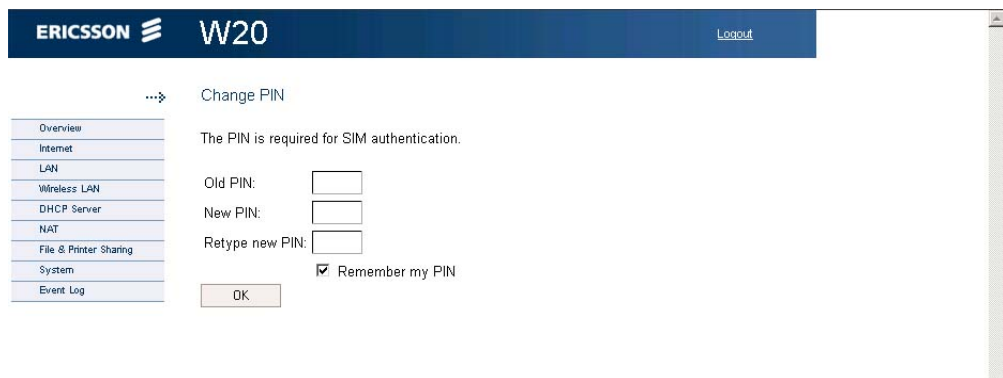 ERICSSON W20 Logout
Change PIN
Overview
Internet
LAN
Wireless LAN
DHCP Server
NAT
File & Printer Sharing
System
Event Log
The PIN is required for SIM authentication.
Old PIN:
New PIN:
Retype new PIN:
Remember my PIN
OK